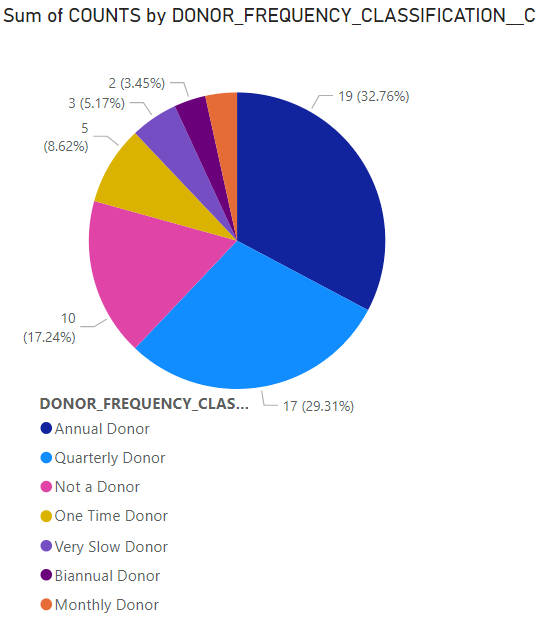 Sum of COUNTS by DONOR_FREQUENCY_CLASSIFICATION__C
2 (3.45%)
3 (5.17%)
5
(8.62%)
10
(17.24%)
19 (32.76%)
17 (29.31%)
DONOR_FREQUENCY_CLAS...
Annual Donor
Quarterly Donor
Not a Donor
One Time Donor
Very Slow Donor
Biannual Donor
Monthly Donor